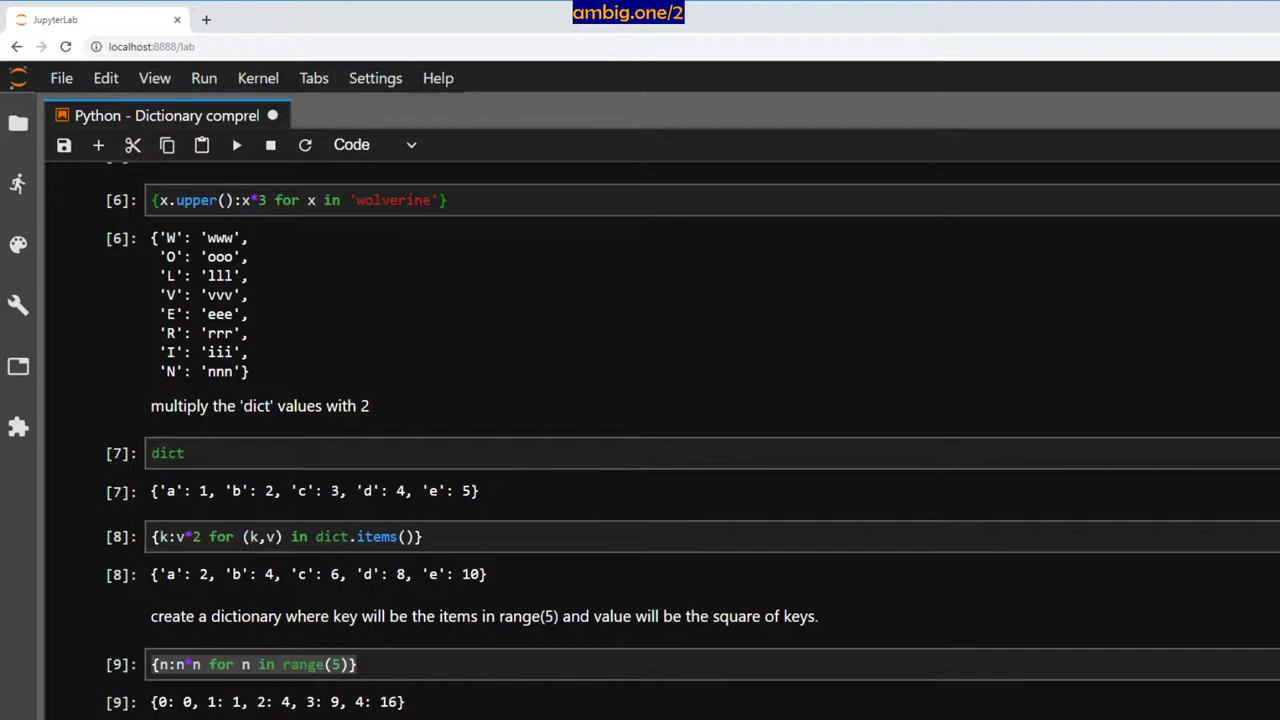 ambig.one/2
JupyterLab
localhost:8888/lab
File Edit View Run Kernel Tabs Settings Help
Python - Dictionary comprel
Code
[6]: {x.upper():x*3 for x in 'wolverine'}
[6]: {'W': 'www',
'O': 'ooo',
'L': 'lll',
'V': 'vvv',
'E': 'eee',
'R': 'rrr',
'I': 'iii',
'N': 'nnn'}
multiply the 'dict' values with 2
[7]: dict
[7]: {'a': 1, 'b': 2, 'c': 3, 'd': 4, 'e': 5}
[8]: {k:v*2 for (k,v) in dict.items()}
[8]: {'a': 2, 'b': 4, 'c': 6, 'd': 8, 'e': 10}
create a dictionary where key will be the items in range(5) and value will be the square of keys.
[9]: {n:n*n for n in range(5)}
[9]: {0: 0, 1: 1, 2: 4, 3: 9, 4: 16}